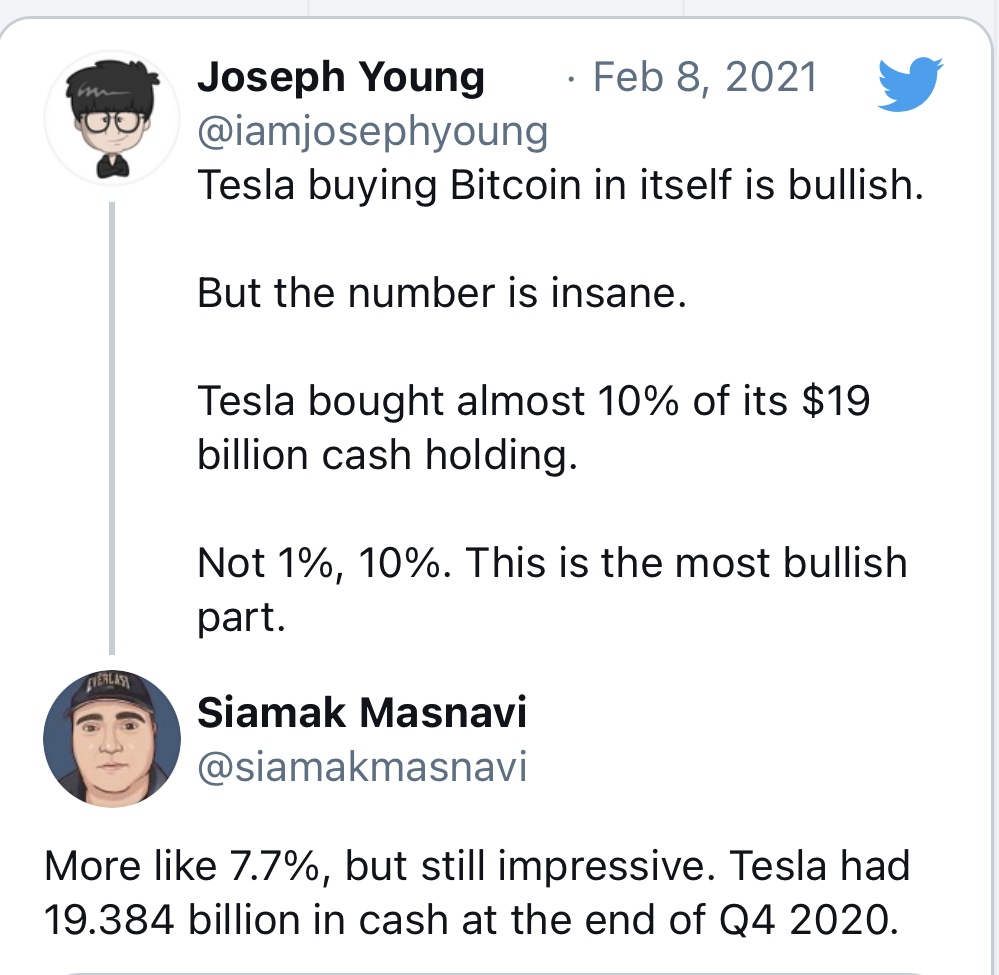 Joseph Young · Feb 8, 2021
@iamjosephyoung
Tesla buying Bitcoin in itself is bullish.
But the number is insane.
Tesla bought almost 10% of its $19
billion cash holding.
Not 1%, 10%. This is the most bullish
part.
EVERLAST
Siamak Masnavi
@siamakmasnavi
More like 7.7%, but still impressive. Tesla had
19.384 billion in cash at the end of Q4 2020.